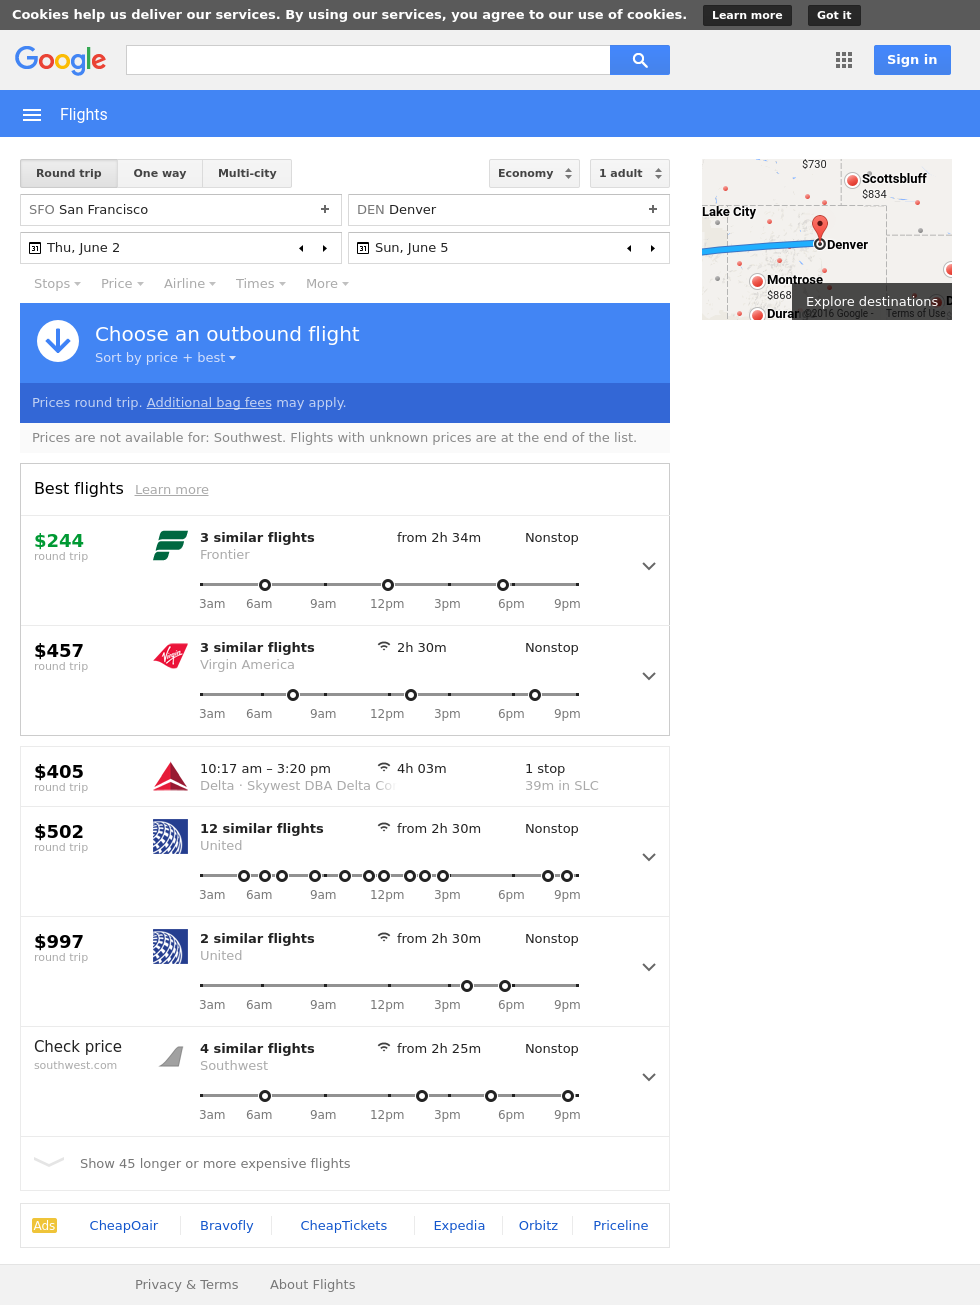 Cookies help us deliver our services. By using our services, you agree to our use of cookies. Learn more Got it
Google Sign in
Flights
Round trip One way Multi-city Economy 1 adult
SFO San Francisco + DEN Denver +
31 Thu, June 2 31 Sun, June 5
Stops Price Airline Times More
Choose an outbound flight
Sort by price + best
Prices round trip. Additional bag fees may apply.
Prices are not available for: Southwest. Flights with unknown prices are at the end of the list.
Best flights Learn more
$244 3 similar flights from 2h 34m Nonstop
round trip Frontier
3am 6am 9am 12pm 3pm 6pm 9pm
$457 3 similar flights 2h 30m Nonstop
round trip Virgin America
Virgin
3am 6am 9am 12pm 3pm 6pm 9pm
$405 10:17 am – 3:20 pm 4h 03m 1 stop
round trip Delta · Skywest DBA Delta Co 39m in SLC
$502 12 similar flights from 2h 30m Nonstop
round trip United
3am 6am 9am 12pm 3pm 6pm 9pm
$997 2 similar flights from 2h 30m Nonstop
round trip United
3am 6am 9am 12pm 3pm 6pm 9pm
Check price 4 similar flights from 2h 25m Nonstop
southwest.com Southwest
3am 6am 9am 12pm 3pm 6pm 9pm
Show 45 longer or more expensive flights
Ads CheapOair Bravofly CheapTickets Expedia Orbitz Priceline
Privacy & Terms About Flights
$730
Scottsbluff
$834
Lake City
Denver
Montrose
$868
Explore destinations
Duran ©2016 Google - Terms of Use